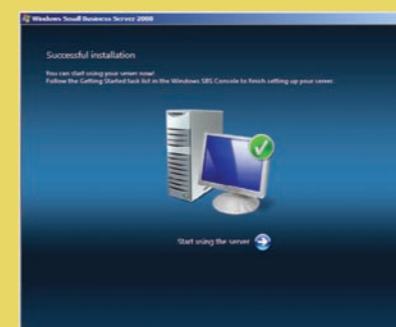 Windows Small Business Server 2008
Successful installation
You can start using your server now!
Follow the Getting Started task list in the Windows SBS Console to finish setting up your server.
Start using the server